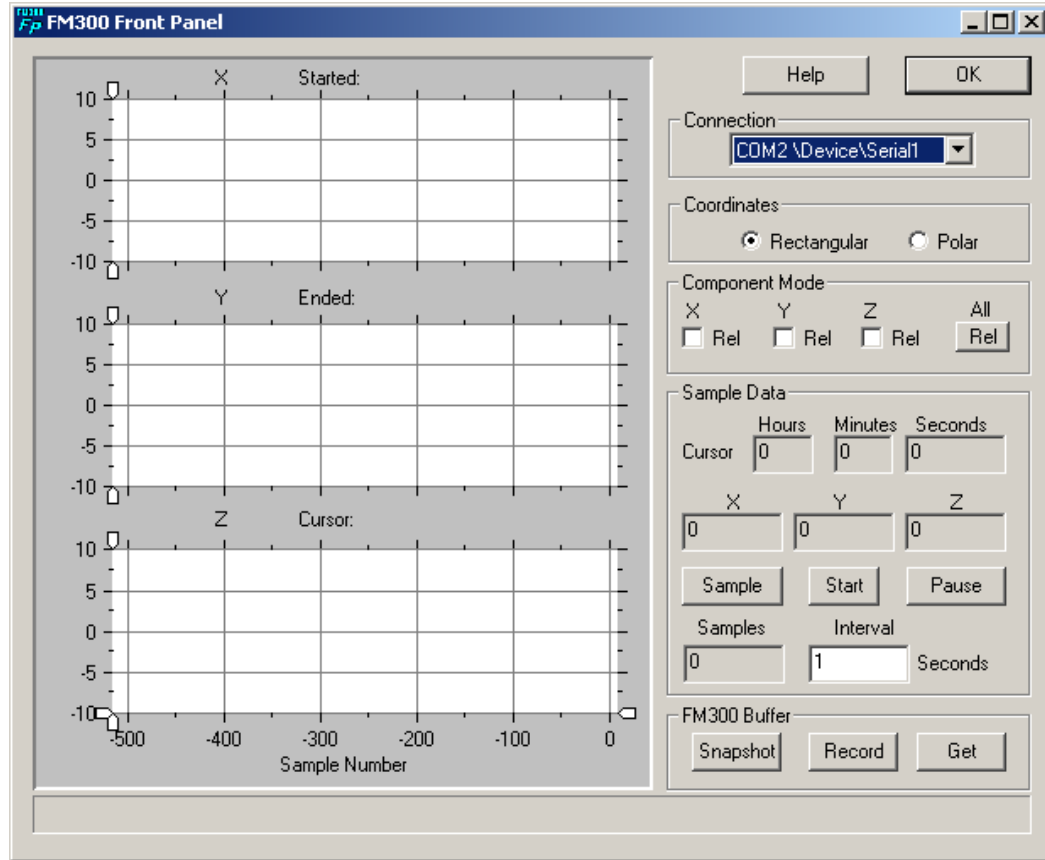 FM300 Fp FM300 Front Panel
X Started:
10
5
0
-5
-10
Y Ended:
10
5
0
-5
-10
Z Cursor:
10
5
0
-5
-10
-500 -400 -300 -200 -100 0
Sample Number
Help OK
Connection
COM2 \Device\Serial1
Coordinates
Rectangular Polar
Component Mode
X Y Z All
Rel Rel Rel Rel
Sample Data
Hours Minutes Seconds
Cursor 0 0 0
X Y Z
0 0 0
Sample Start Pause
Samples Interval
0 1 Seconds
FM300 Buffer
Snapshot Record Get